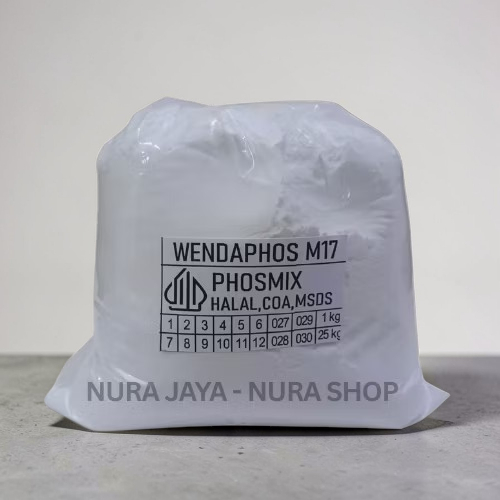 WENDAPHOS M17
PHOSMIX
HALAL,COA,MSDS
1 2 3 4 5 6 027 029 1 kg
7 8 9 10 11 12 028 030 25 kg
NURA JAYA - NURA SHOP